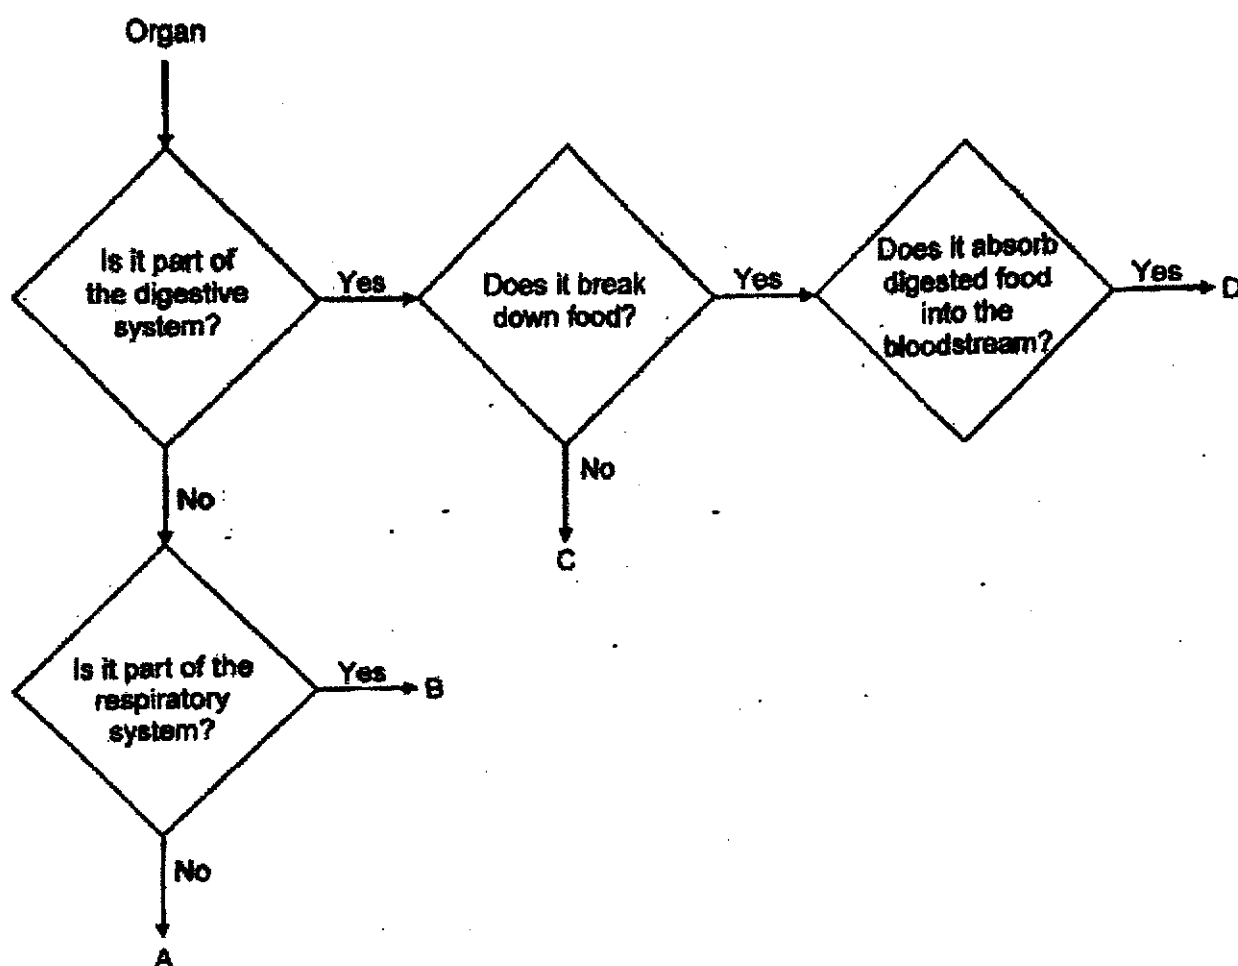 Organ
Is it part of
the digestive
system?
Yes
Does it break
down food?
Yes
Does it absorb
digested food
into the
bloodstream?
Yes
D
No
No
C
Is it part of the
respiratory
system?
Yes
B
No
A